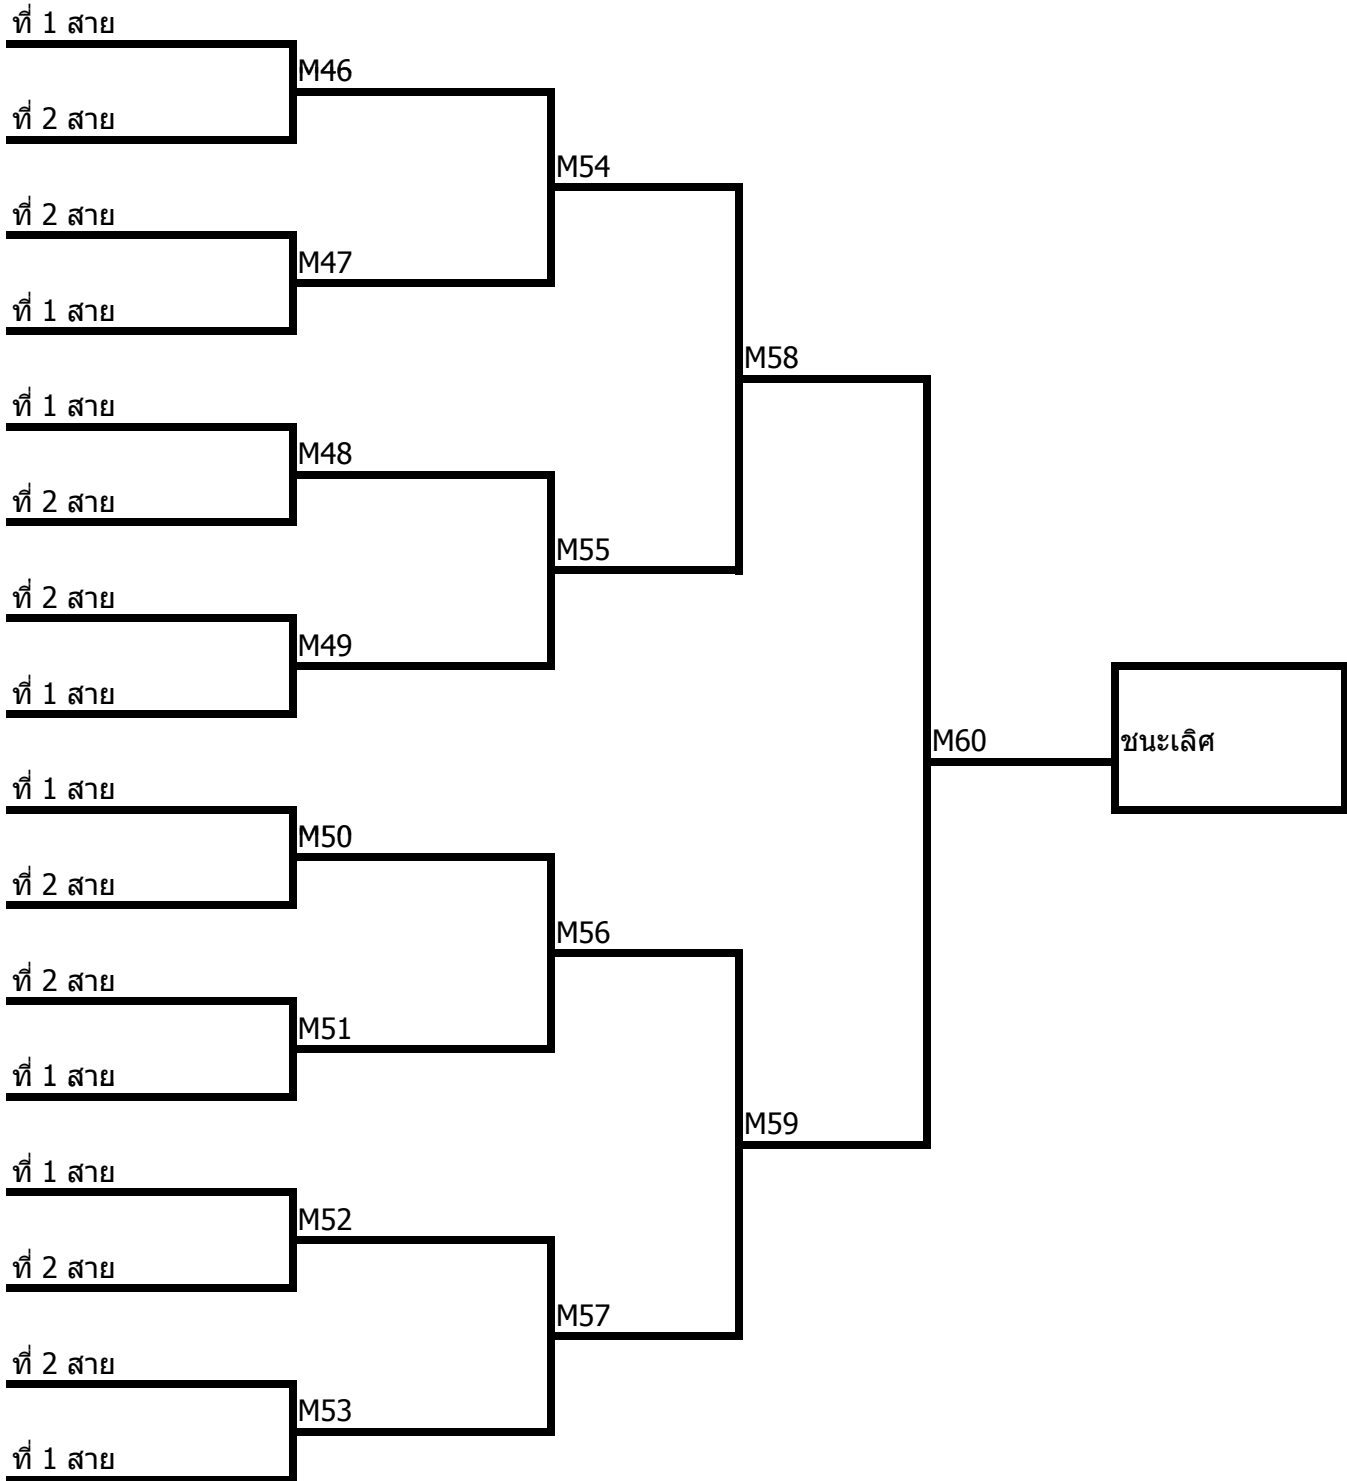 ที่ 1 สาย
M46
ที่ 2 สาย
M54
ที่ 2 สาย
M47
ที่ 1 สาย
M58
ที่ 1 สาย
M48
ที่ 2 สาย
M55
ที่ 2 สาย
M49
ที่ 1 สาย
M60
ชนะเลิศ
ที่ 1 สาย
M50
ที่ 2 สาย
M56
ที่ 2 สาย
M51
ที่ 1 สาย
M59
ที่ 1 สาย
M52
ที่ 2 สาย
M57
ที่ 2 สาย
M53
ที่ 1 สาย